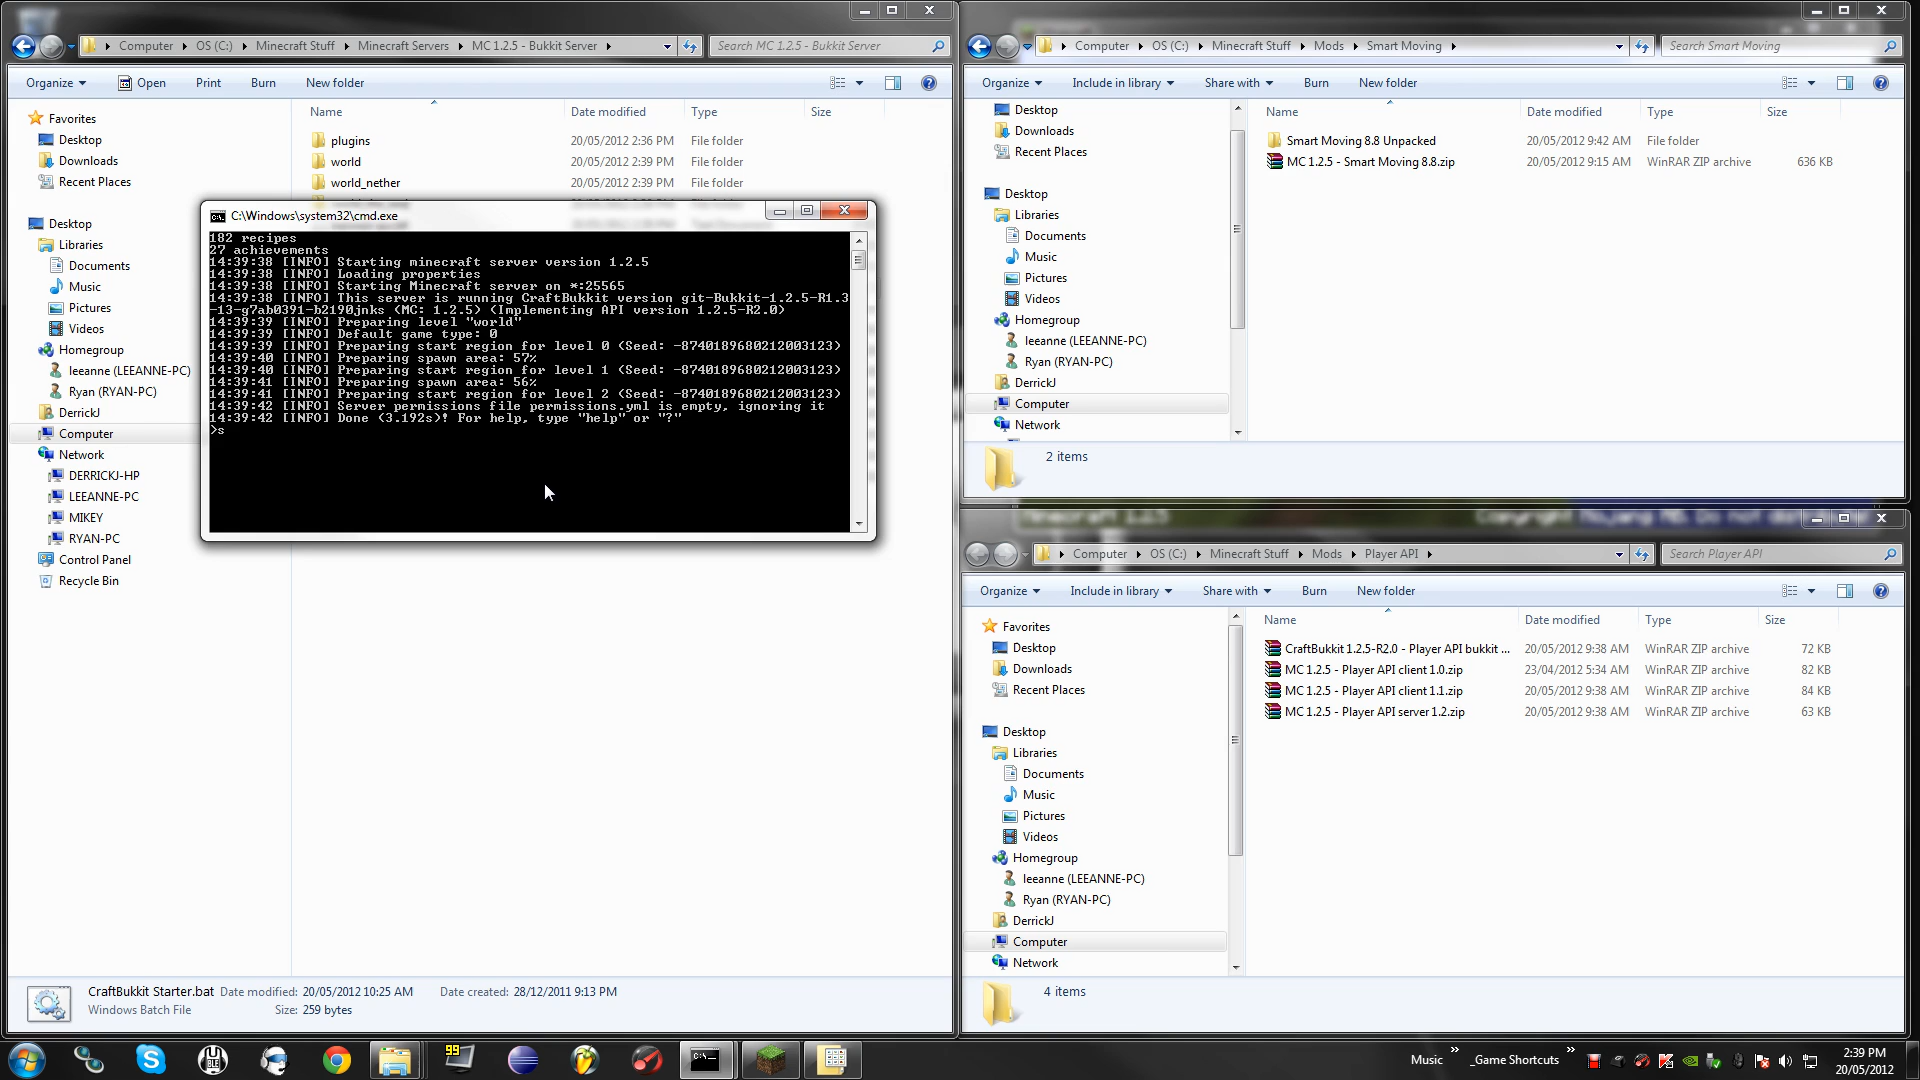 Computer ▸ OS (C:) ▸ Minecraft Stuff ▸ Minecraft Servers ▸ MC 1.2.5 - Bukkit Server ▸
Search MC 1.2.5 - Bukkit Server
Organize Open Print Burn New folder
Name Date modified Type Size
plugins 20/05/2012 2:36 PM File folder
world 20/05/2012 2:39 PM File folder
world_nether 20/05/2012 2:39 PM File folder
Favorites
Desktop
Downloads
Recent Places
Desktop
Libraries
Documents
Music
Pictures
Videos
Homegroup
leeanne (LEEANNE-PC)
Ryan (RYAN-PC)
DerrickJ
Computer
Network
DERRICKJ-HP
LEEANNE-PC
MIKEY
RYAN-PC
Control Panel
Recycle Bin
C:\Windows\system32\cmd.exe
182 recipes
27 achievements
14:39:38 [INFO] Starting minecraft server version 1.2.5
14:39:38 [INFO] Loading properties
14:39:38 [INFO] Starting Minecraft server on *:25565
14:39:38 [INFO] This server is running CraftBukkit version git-Bukkit-1.2.5-R1.3
-13-g7ab0391-b2190jnks (MC: 1.2.5) (Implementing API version 1.2.5-R2.0)
14:39:39 [INFO] Preparing level "world"
14:39:39 [INFO] Default game type: 0
14:39:39 [INFO] Preparing start region for level 0 (Seed: -8740189680212003123)
14:39:40 [INFO] Preparing spawn area: 57%
14:39:40 [INFO] Preparing start region for level 1 (Seed: -8740189680212003123)
14:39:41 [INFO] Preparing spawn area: 56%
14:39:41 [INFO] Preparing start region for level 2 (Seed: -8740189680212003123)
14:39:42 [INFO] Server permissions file permissions.yml is empty, ignoring it
14:39:42 [INFO] Done (3.192s)! For help, type "help" or "?"
>s
CraftBukkit Starter.bat Date modified: 20/05/2012 10:25 AM Date created: 28/12/2011 9:13 PM
Windows Batch File Size: 259 bytes
Computer ▸ OS (C:) ▸ Minecraft Stuff ▸ Mods ▸ Smart Moving ▸
Search Smart Moving
Organize Include in library Share with Burn New folder
Name Date modified Type Size
Smart Moving 8.8 Unpacked 20/05/2012 9:42 AM File folder
MC 1.2.5 - Smart Moving 8.8.zip 20/05/2012 9:15 AM WinRAR ZIP archive 636 KB
Desktop
Downloads
Recent Places
Desktop
Libraries
Documents
Music
Pictures
Videos
Homegroup
leeanne (LEEANNE-PC)
Ryan (RYAN-PC)
DerrickJ
Computer
Network
2 items
Computer ▸ OS (C:) ▸ Minecraft Stuff ▸ Mods ▸ Player API ▸
Search Player API
Organize Include in library Share with Burn New folder
Name Date modified Type Size
CraftBukkit 1.2.5-R2.0 - Player API bukkit ... 20/05/2012 9:38 AM WinRAR ZIP archive 72 KB
MC 1.2.5 - Player API client 1.0.zip 23/04/2012 5:34 AM WinRAR ZIP archive 82 KB
MC 1.2.5 - Player API client 1.1.zip 20/05/2012 9:38 AM WinRAR ZIP archive 84 KB
MC 1.2.5 - Player API server 1.2.zip 20/05/2012 9:38 AM WinRAR ZIP archive 63 KB
Favorites
Desktop
Downloads
Recent Places
Desktop
Libraries
Documents
Music
Pictures
Videos
Homegroup
leeanne (LEEANNE-PC)
Ryan (RYAN-PC)
DerrickJ
Computer
Network
4 items
99
Music » _Game Shortcuts »
2:39 PM
20/05/2012